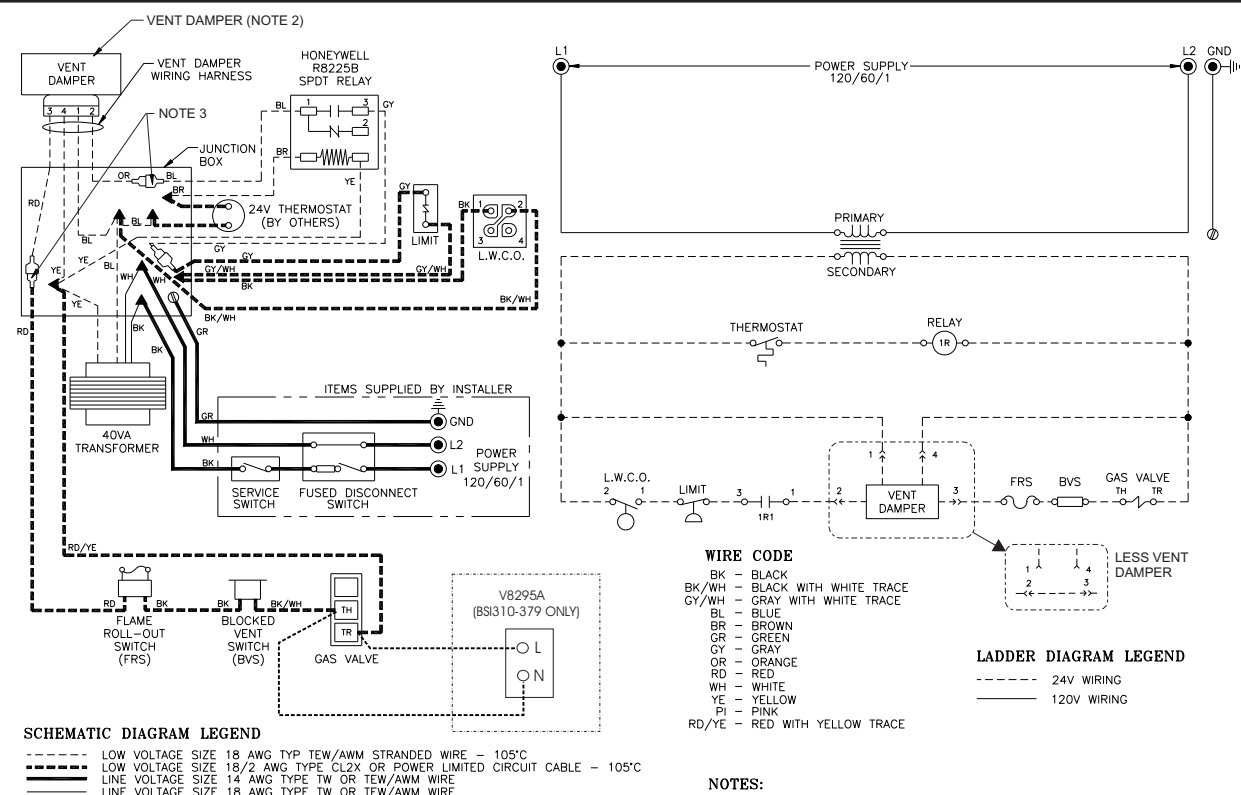 VENT DAMPER (NOTE 2)
VENT
DAMPER
VENT DAMPER
WIRING HARNESS
3 4 1 2
NOTE 3
HONEYWELL
R8225B
SPDT RELAY
BL
1
3
GY
2
BR
YE
JUNCTION
BOX
OR
BL
BR
RD
BL
BL
YE
YE
YE
BL
WH
WH
BK
24V THERMOSTAT
(BY OTHERS)
GY
GY
GY
LIMIT
GY/WH
GY/WH
BK
BK
1
2
3
4
L.W.C.O.
BK/WH
BK/WH
RD
BK
GR
40VA
TRANSFORMER
ITEMS SUPPLIED BY INSTALLER
GR
GND
WH
L2
BK
L1
POWER
SUPPLY
120/60/1
SERVICE
SWITCH
FUSED DISCONNECT
SWITCH
RD/YE
RD
BK
BK
BK/WH
FLAME
ROLL-OUT
SWITCH
(FRS)
BLOCKED
VENT
SWITCH
(BVS)
TH
TR
GAS VALVE
V8295A
(BSI310-379 ONLY)
L
N
SCHEMATIC DIAGRAM LEGEND
LOW VOLTAGE SIZE 18 AWG TYP TEW/AWM STRANDED WIRE - 105°C
LOW VOLTAGE SIZE 18/2 AWG TYPE CL2X OR POWER LIMITED CIRCUIT CABLE - 105°C
LINE VOLTAGE SIZE 14 AWG TYPE TW OR TEW/AWM WIRE
LINE VOLTAGE SIZE 18 AWG TYPE TW OR TEW/AWM WIRE
L1
POWER SUPPLY
120/60/1
L2
GND
PRIMARY
SECONDARY
THERMOSTAT
RELAY
1R
1
4
L.W.C.O.
2
1
LIMIT
3
1
1R1
2
VENT
DAMPER
3
FRS
BVS
GAS VALVE
TH
TR
1
4
2
3
LESS VENT
DAMPER
WIRE CODE
BK - BLACK
BK/WH - BLACK WITH WHITE TRACE
GY/WH - GRAY WITH WHITE TRACE
BL - BLUE
BR - BROWN
GR - GREEN
GY - GRAY
OR - ORANGE
RD - RED
WH - WHITE
YE - YELLOW
PI - PINK
RD/YE - RED WITH YELLOW TRACE
LADDER DIAGRAM LEGEND
24V WIRING
120V WIRING
NOTES: